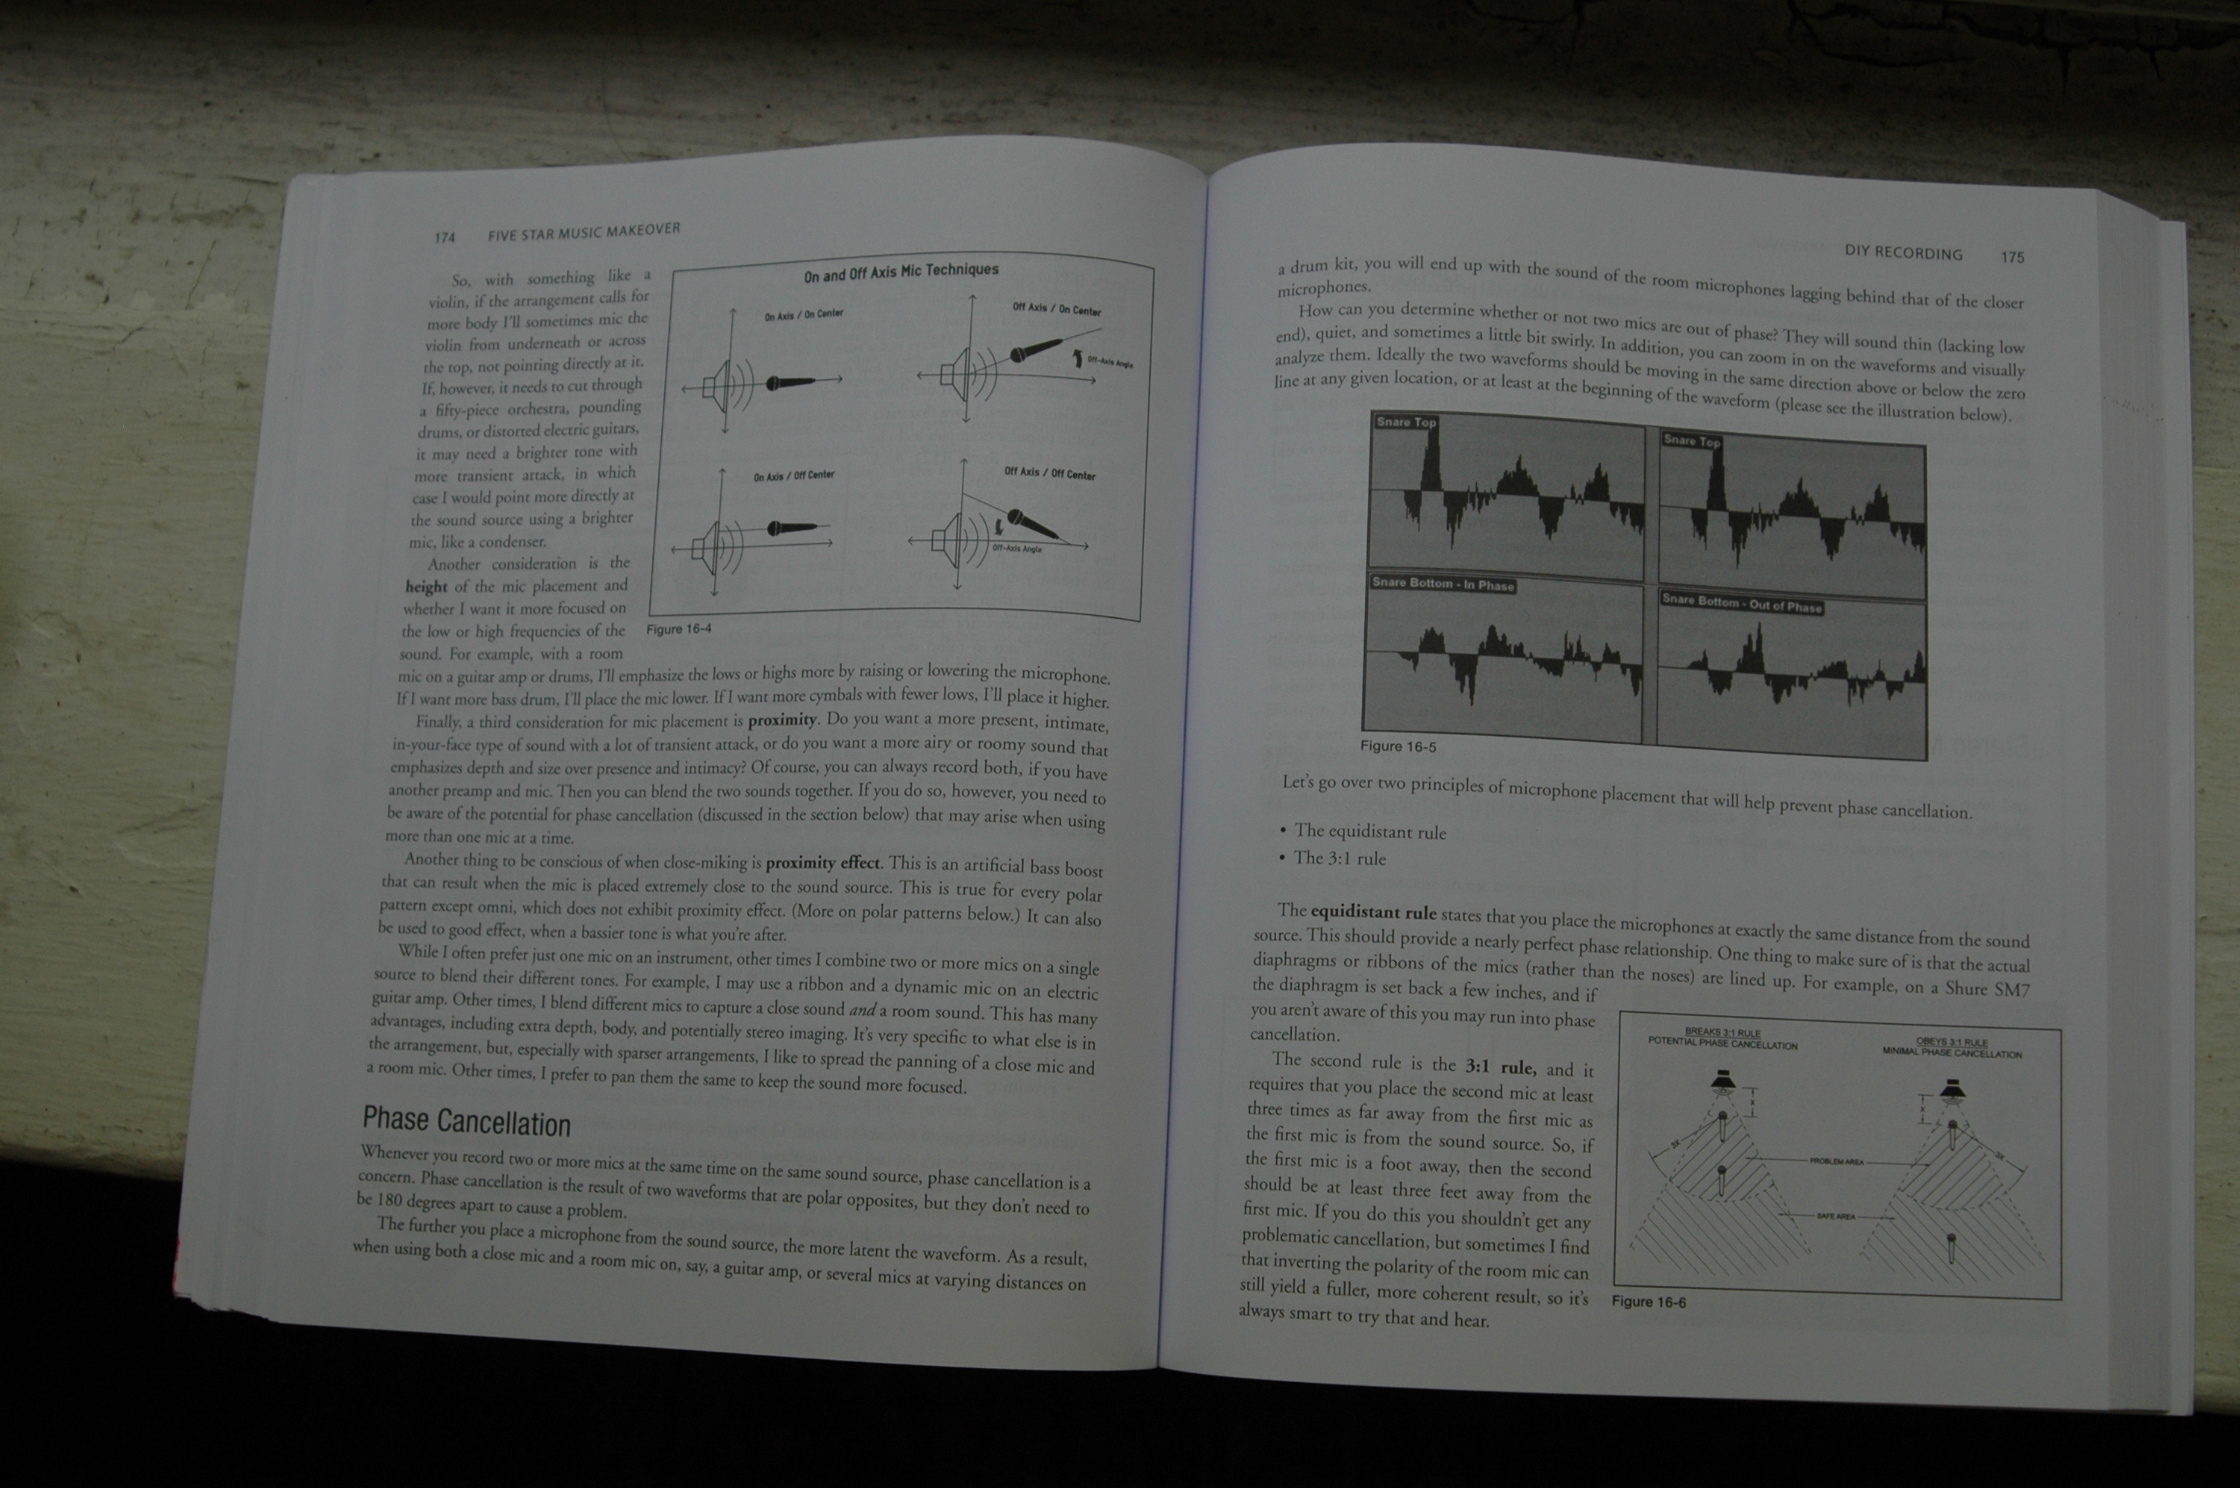 174 FIVE STAR MUSIC MAKEOVER
So, with something like a
violin, if the arrangement calls for
more body I'll sometimes mic the
violin from underneath or across
the top, not pointing directly at it.
If, however, it needs to cut through
a fifty-piece orchestra, pounding
drums, or distorted electric guitars,
it may need a brighter tone with
more transient attack, in which
case I would point more directly at
the sound source using a brighter
mic, like a condenser.
Another consideration is the
height of the mic placement and
whether I want it more focused on
the low or high frequencies of the
sound. For example, with a room
On and Off Axis Mic Techniques
On Axis / On Center
Off Axis / On Center
Off-Axis Angle
On Axis / Off Center
Off Axis / Off Center
Off-Axis Angle
Figure 16-4
mic on a guitar amp or drums, I'll emphasize the lows or highs more by raising or lowering the microphone.
If I want more bass drum, I'll place the mic lower. If I want more cymbals with fewer lows, I'll place it higher.
Finally, a third consideration for mic placement is proximity. Do you want a more present, intimate,
in-your-face type of sound with a lot of transient attack, or do you want a more airy or roomy sound that
emphasizes depth and size over presence and intimacy? Of course, you can always record both, if you have
another preamp and mic. Then you can blend the two sounds together. If you do so, however, you need to
be aware of the potential for phase cancellation (discussed in the section below) that may arise when using
more than one mic at a time.
Another thing to be conscious of when close-miking is proximity effect. This is an artificial bass boost
that can result when the mic is placed extremely close to the sound source. This is true for every polar
pattern except omni, which does not exhibit proximity effect. (More on polar patterns below.) It can also
be used to good effect, when a bassier tone is what you're after.
While I often prefer just one mic on an instrument, other times I combine two or more mics on a single
source to blend their different tones. For example, I may use a ribbon and a dynamic mic on an electric
guitar amp. Other times, I blend different mics to capture a close sound and a room sound. This has many
advantages, including extra depth, body, and potentially stereo imaging. It's very specific to what else is in
the arrangement, but, especially with sparser arrangements, I like to spread the panning of a close mic and
a room mic. Other times, I prefer to pan them the same to keep the sound more focused.
Phase Cancellation
Whenever you record two or more mics at the same time on the same sound source, phase cancellation is a
concern. Phase cancellation is the result of two waveforms that are polar opposites, but they don't need to
be 180 degrees apart to cause a problem.
The further you place a microphone from the sound source, the more latent the waveform. As a result,
when using both a close mic and a room mic on, say, a guitar amp, or several mics at varying distances on
DIY RECORDING 175
a drum kit, you will end up with the sound of the room microphones lagging behind that of the closer
microphones.
How can you determine whether or not two mics are out of phase? They will sound thin (lacking low
end), quiet, and sometimes a little bit swirly. In addition, you can zoom in on the waveforms and visually
analyze them. Ideally the two waveforms should be moving in the same direction above or below the zero
line at any given location, or at least at the beginning of the waveform (please see the illustration below).
Snare Top
Snare Top
Snare Bottom - In Phase
Snare Bottom - Out of Phase
Figure 16-5
Let's go over two principles of microphone placement that will help prevent phase cancellation.
• The equidistant rule
• The 3:1 rule
The equidistant rule states that you place the microphones at exactly the same distance from the sound
source. This should provide a nearly perfect phase relationship. One thing to make sure of is that the actual
diaphragms or ribbons of the mics (rather than the noses) are lined up. For example, on a Shure SM7
the diaphragm is set back a few inches, and if
you aren't aware of this you may run into phase
cancellation.
The second rule is the 3:1 rule, and it
requires that you place the second mic at least
three times as far away from the first mic as
the first mic is from the sound source. So, if
the first mic is a foot away, then the second
should be at least three feet away from the
first mic. If you do this you shouldn't get any
problematic cancellation, but sometimes I find
that inverting the polarity of the room mic can
still yield a fuller, more coherent result, so it's
always smart to try that and hear.
BREAKS 3:1 RULE
POTENTIAL PHASE CANCELLATION
OBEYS 3:1 RULE
MINIMAL PHASE CANCELLATION
X
X
3X
3X
PROBLEM AREA
SAFE AREA
Figure 16-6